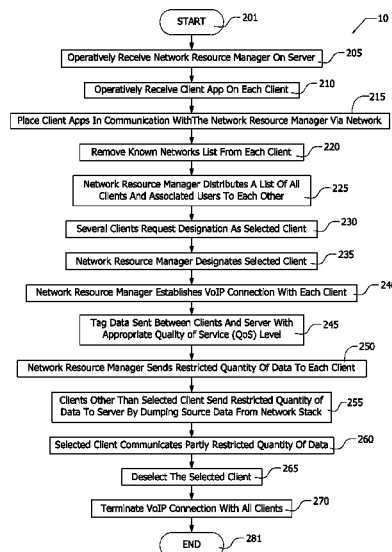 START
201
10
Operatively Receive Network Resource Manager On Server
205
Operatively Receive Client App On Each Client
210
215
Place Client Apps In Communication WithThe Network Resource Manager Via Network
Remove Known Networks List From Each Client
220
Network Resource Manager Distributes A List Of All
Clients And Associated Users To Each Other
225
Several Clients Request Designation As Selected Client
230
Network Resource Manager Designates Selected Client
235
Network Resource Manager Establishes VoIP Connection With Each Client
Tag Data Sent Between Clients And Server With
Appropriate Quality of Service (QoS) Level
245
250
Network Resource Manager Sends Restricted Quantity Of Data To Each Client
Clients Other Than Selected Client Send Restricted Quantity of
Data To Server By Dumping Source Data From Network Stack
255
Selected Client Communicates Partly Restricted Quantity Of Data
260
Deselect The Selected Client
265
Terminate VoIP Connection With All Clients
270
END
281